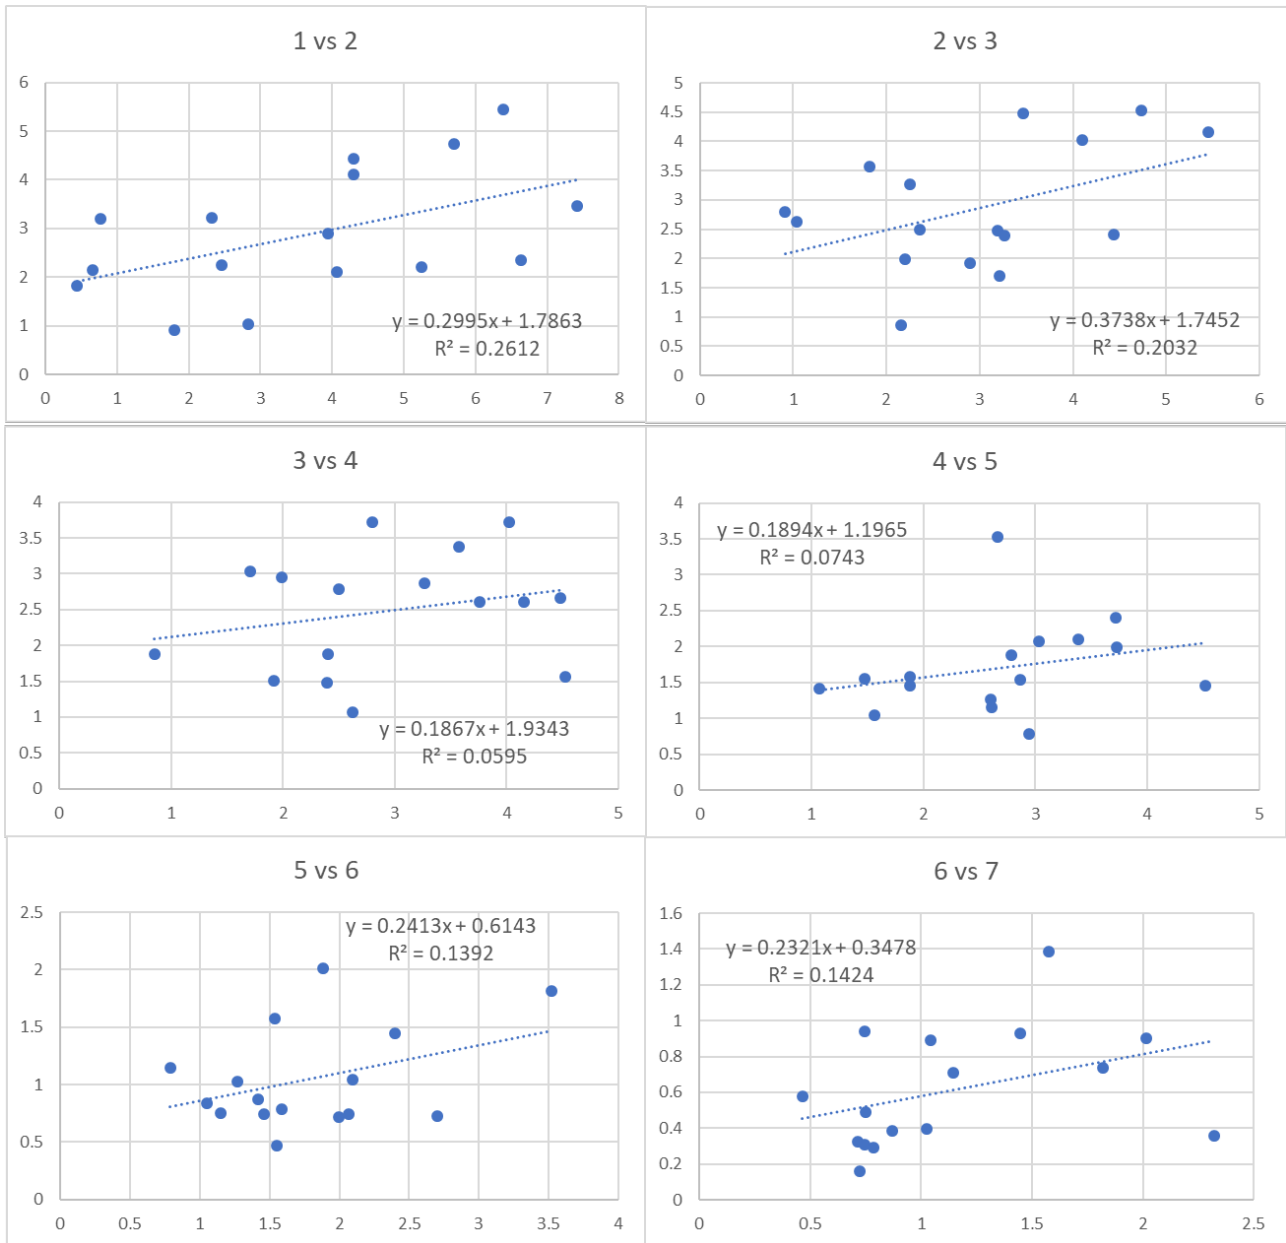 1 vs 2
6
5
4
3
2
1
0
0 1 2 3 4 5 6 7 8
y = 0.2995x + 1.7863
R² = 0.2612
2 vs 3
5
4.5
4
3.5
3
2.5
2
1.5
1
0.5
0
0 1 2 3 4 5 6
y = 0.3738x + 1.7452
R² = 0.2032
3 vs 4
4
3.5
3
2.5
2
1.5
1
0.5
0
0 1 2 3 4 5
y = 0.1867x + 1.9343
R² = 0.0595
4 vs 5
4
3.5
3
2.5
2
1.5
1
0.5
0
0 1 2 3 4 5
y = 0.1894x + 1.1965
R² = 0.0743
5 vs 6
2.5
2
1.5
1
0.5
0
0 0.5 1 1.5 2 2.5 3 3.5 4
y = 0.2413x + 0.6143
R² = 0.1392
6 vs 7
1.6
1.4
1.2
1
0.8
0.6
0.4
0.2
0
0 0.5 1 1.5 2 2.5
y = 0.2321x + 0.3478
R² = 0.1424